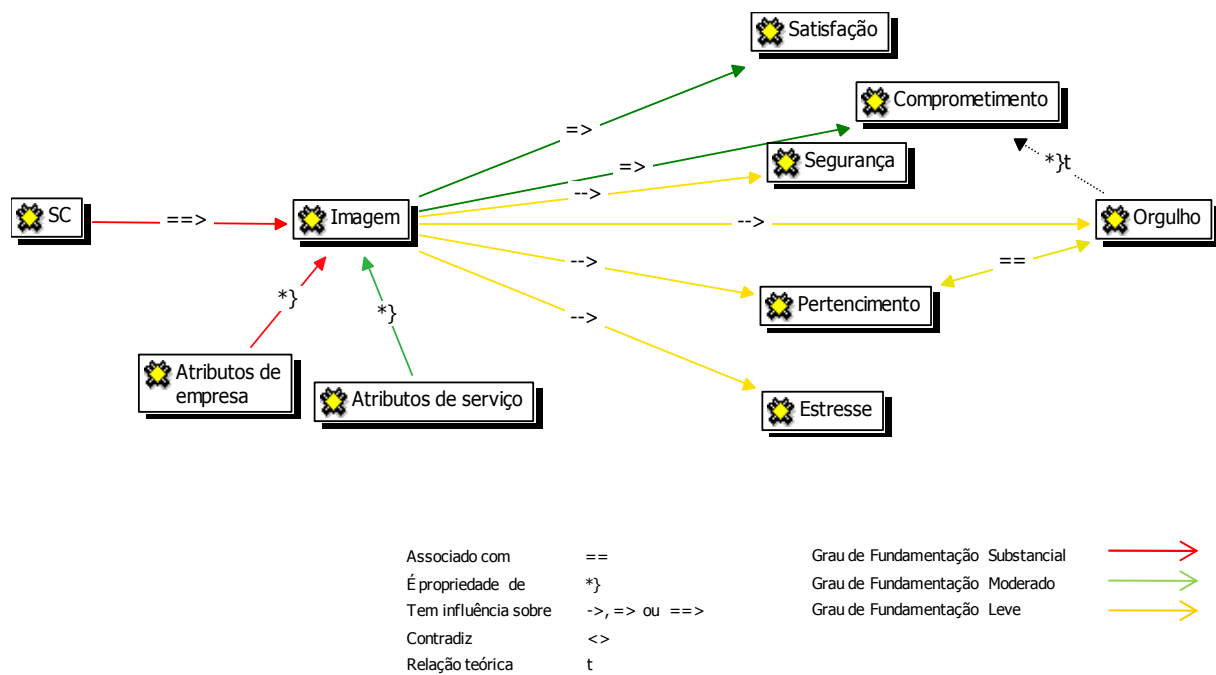 Satisfação
Comprometimento
=>
=>
Segurança
*}t
-->
SC
==>
Imagem
-->
Orgulho
-->
==
*}
*}
Pertencimento
-->
Atributos de
empresa
Atributos de serviço
Estresse
Associado com ==
É propriedade de *}
Tem influência sobre ->, => ou ==>
Contradiz <>
Relação teórica t
Grau de Fundamentação Substancial
Grau de Fundamentação Moderado
Grau de Fundamentação Leve